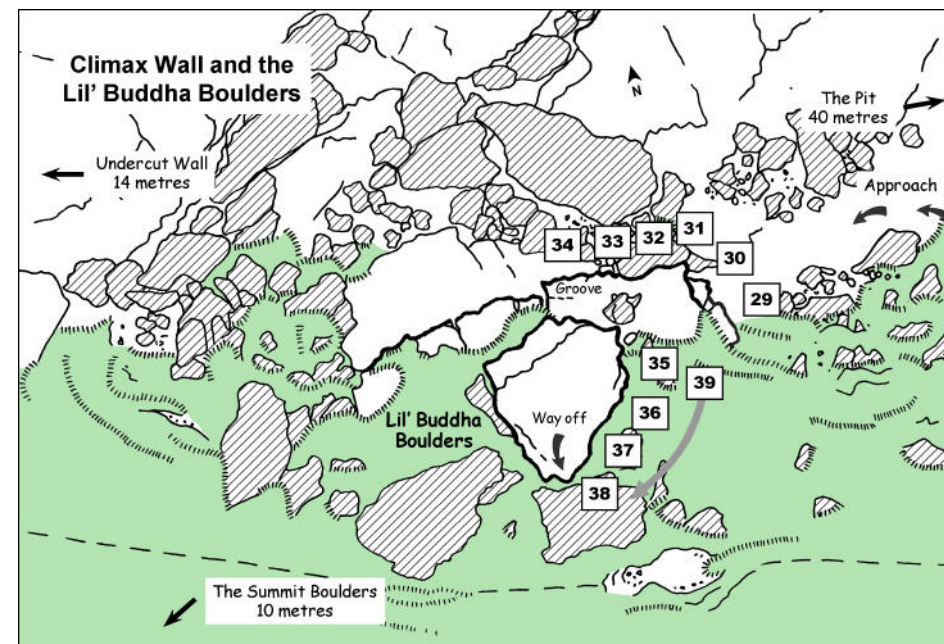 Climax Wall and the
Lil' Buddha Boulders
N
The Pit
40 metres
Undercut Wall
14 metres
Approach
34
33
32
31
30
Groove
29
35
39
Lil' Buddha
Boulders
Way off
36
37
38
The Summit Boulders
10 metres